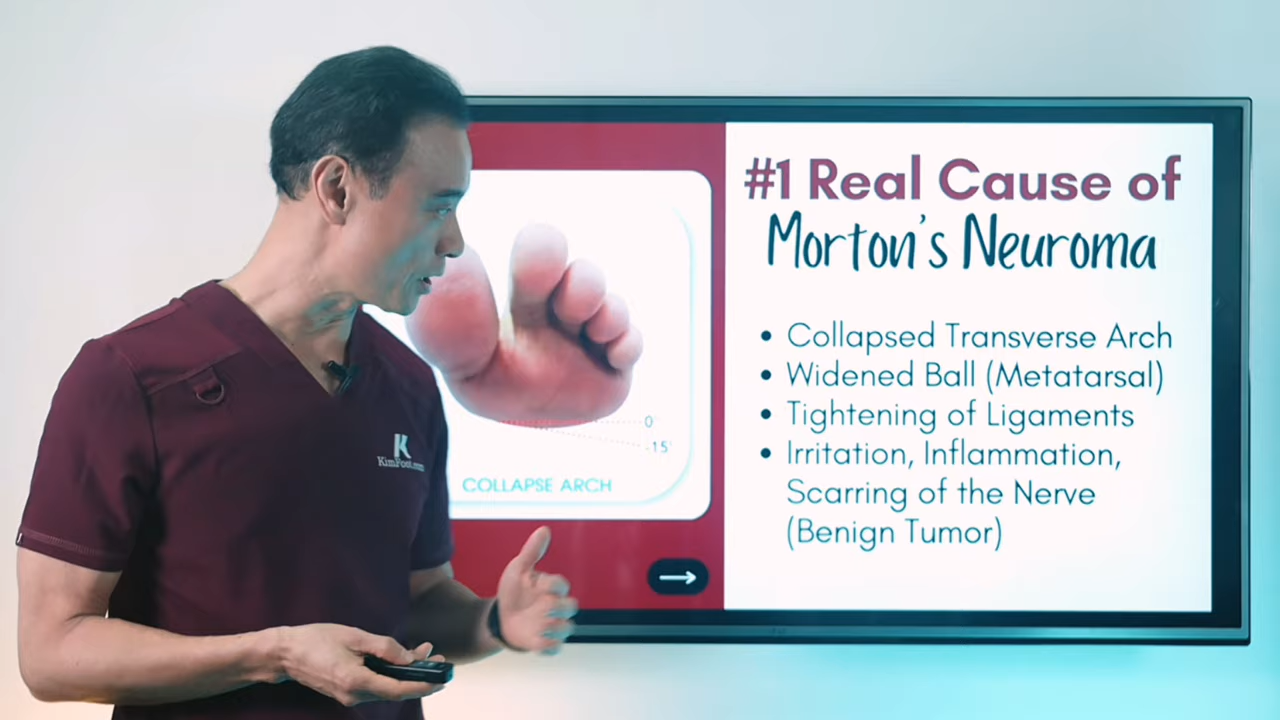 #1 Real Cause of
Morton's Neuroma
• Collapsed Transverse Arch
• Widened Ball (Metatarsal)
• Tightening of Ligaments
• Irritation, Inflammation,
Scarring of the Nerve
(Benign Tumor)
0°
-15°
COLLAPSE ARCH
K
KimFoot.com